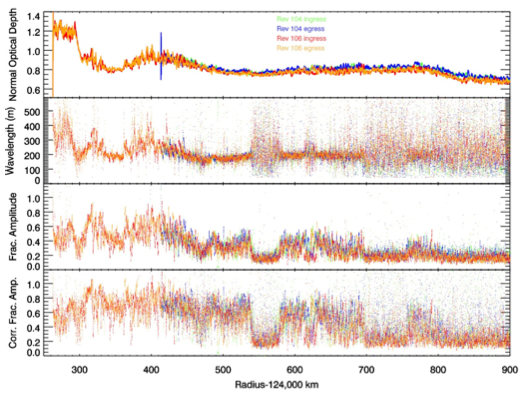 Normal Optical Depth
1.4
1.2
1.0
0.8
0.6
Rev 104 ingress
Rev 104 egress
Rev 106 ingress
Rev 106 egress
Wavelength (m)
500
400
300
200
100
0
Frac. Amplitude
1.0
0.8
0.6
0.4
0.2
0.0
Corr. Frac. Amp.
1.0
0.8
0.6
0.4
0.2
0.0
300 400 500 600 700 800 900
Radius-124,000 km